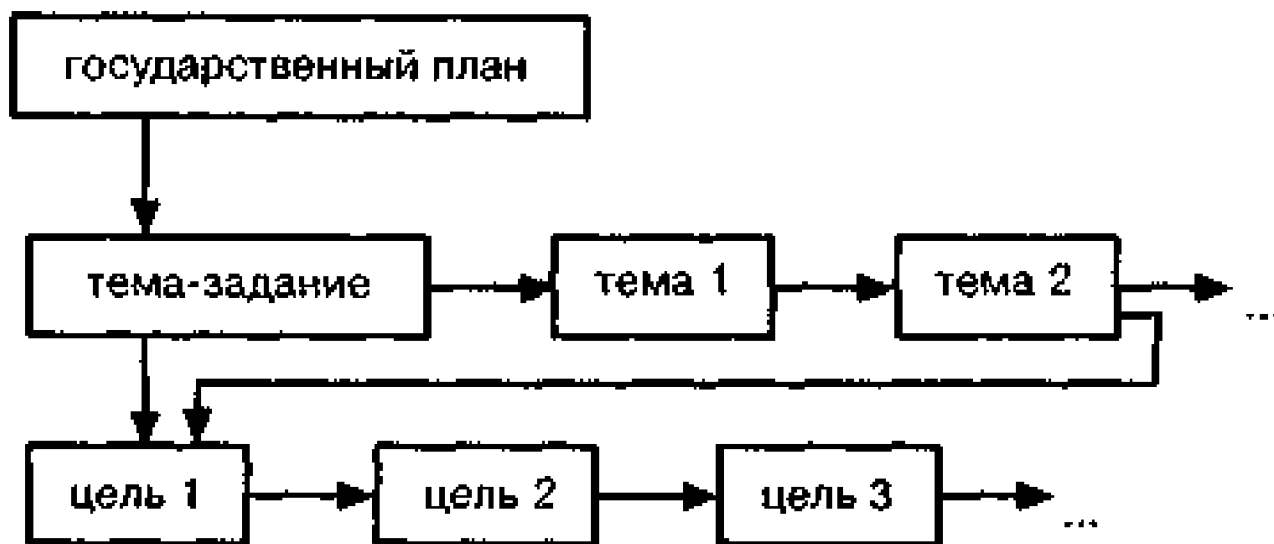 государственный план
тема-задание
тема 1
тема 2
...
цель 1
цель 2
цель 3
...